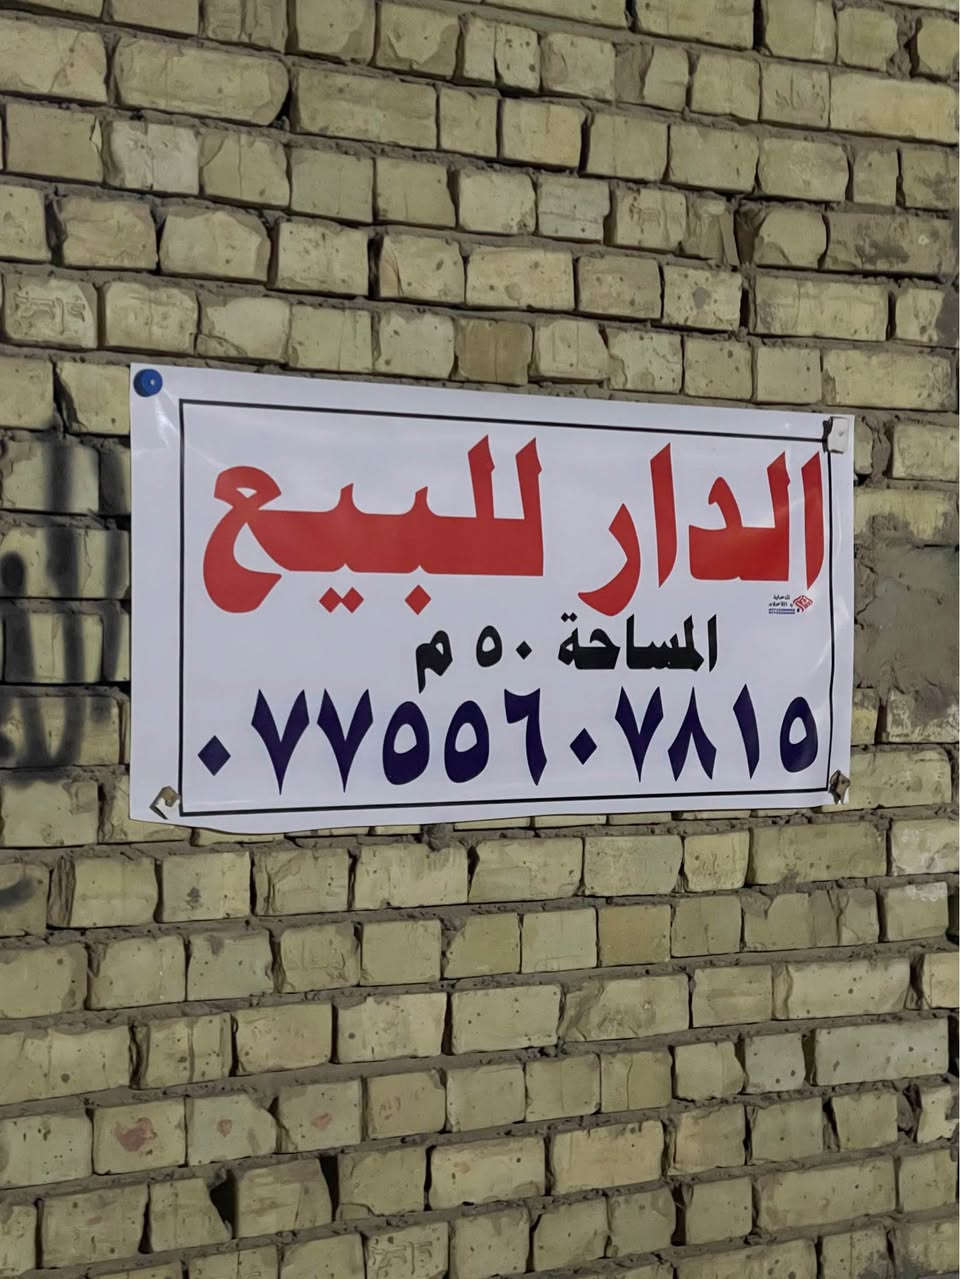 الدار للبيع
المساحة ٥٠ م
٠٧٧٥٥٦٠٧٨١٥